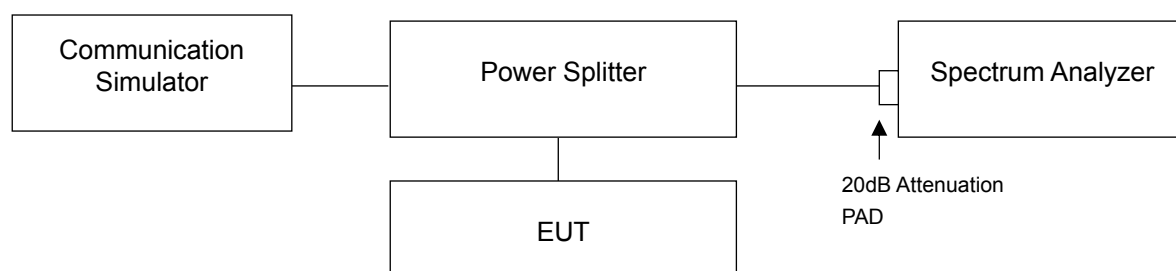 Communication
Simulator
Power Splitter
Spectrum Analyzer
20dB Attenuation
PAD
EUT